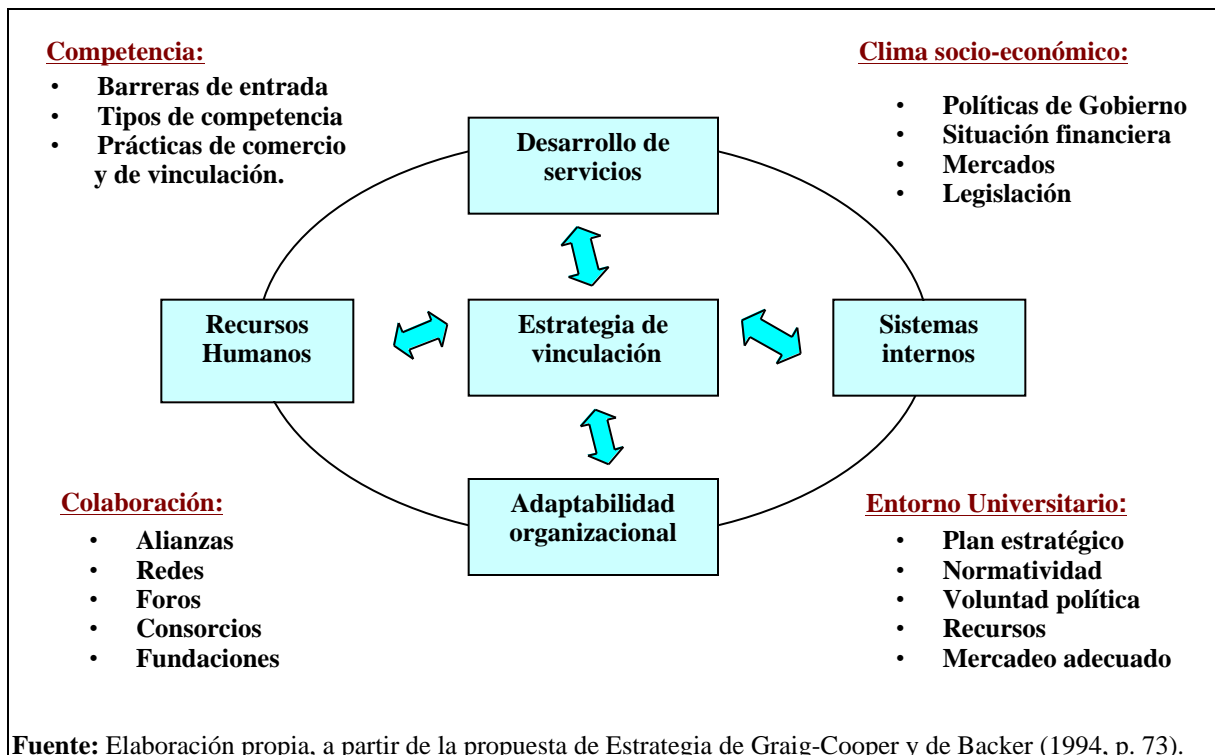 Competencia:
• Barreras de entrada
• Tipos de competencia
• Prácticas de comercio
y de vinculación.
Clima socio-económico:
• Políticas de Gobierno
• Situación financiera
• Mercados
• Legislación
Desarrollo de
servicios
Recursos
Humanos
Estrategia de
vinculación
Sistemas
internos
Adaptabilidad
organizacional
Colaboración:
• Alianzas
• Redes
• Foros
• Consorcios
• Fundaciones
Entorno Universitario:
• Plan estratégico
• Normatividad
• Voluntad política
• Recursos
• Mercadeo adecuado
Fuente: Elaboración propia, a partir de la propuesta de Estrategia de Graig-Cooper y de Backer (1994, p. 73).